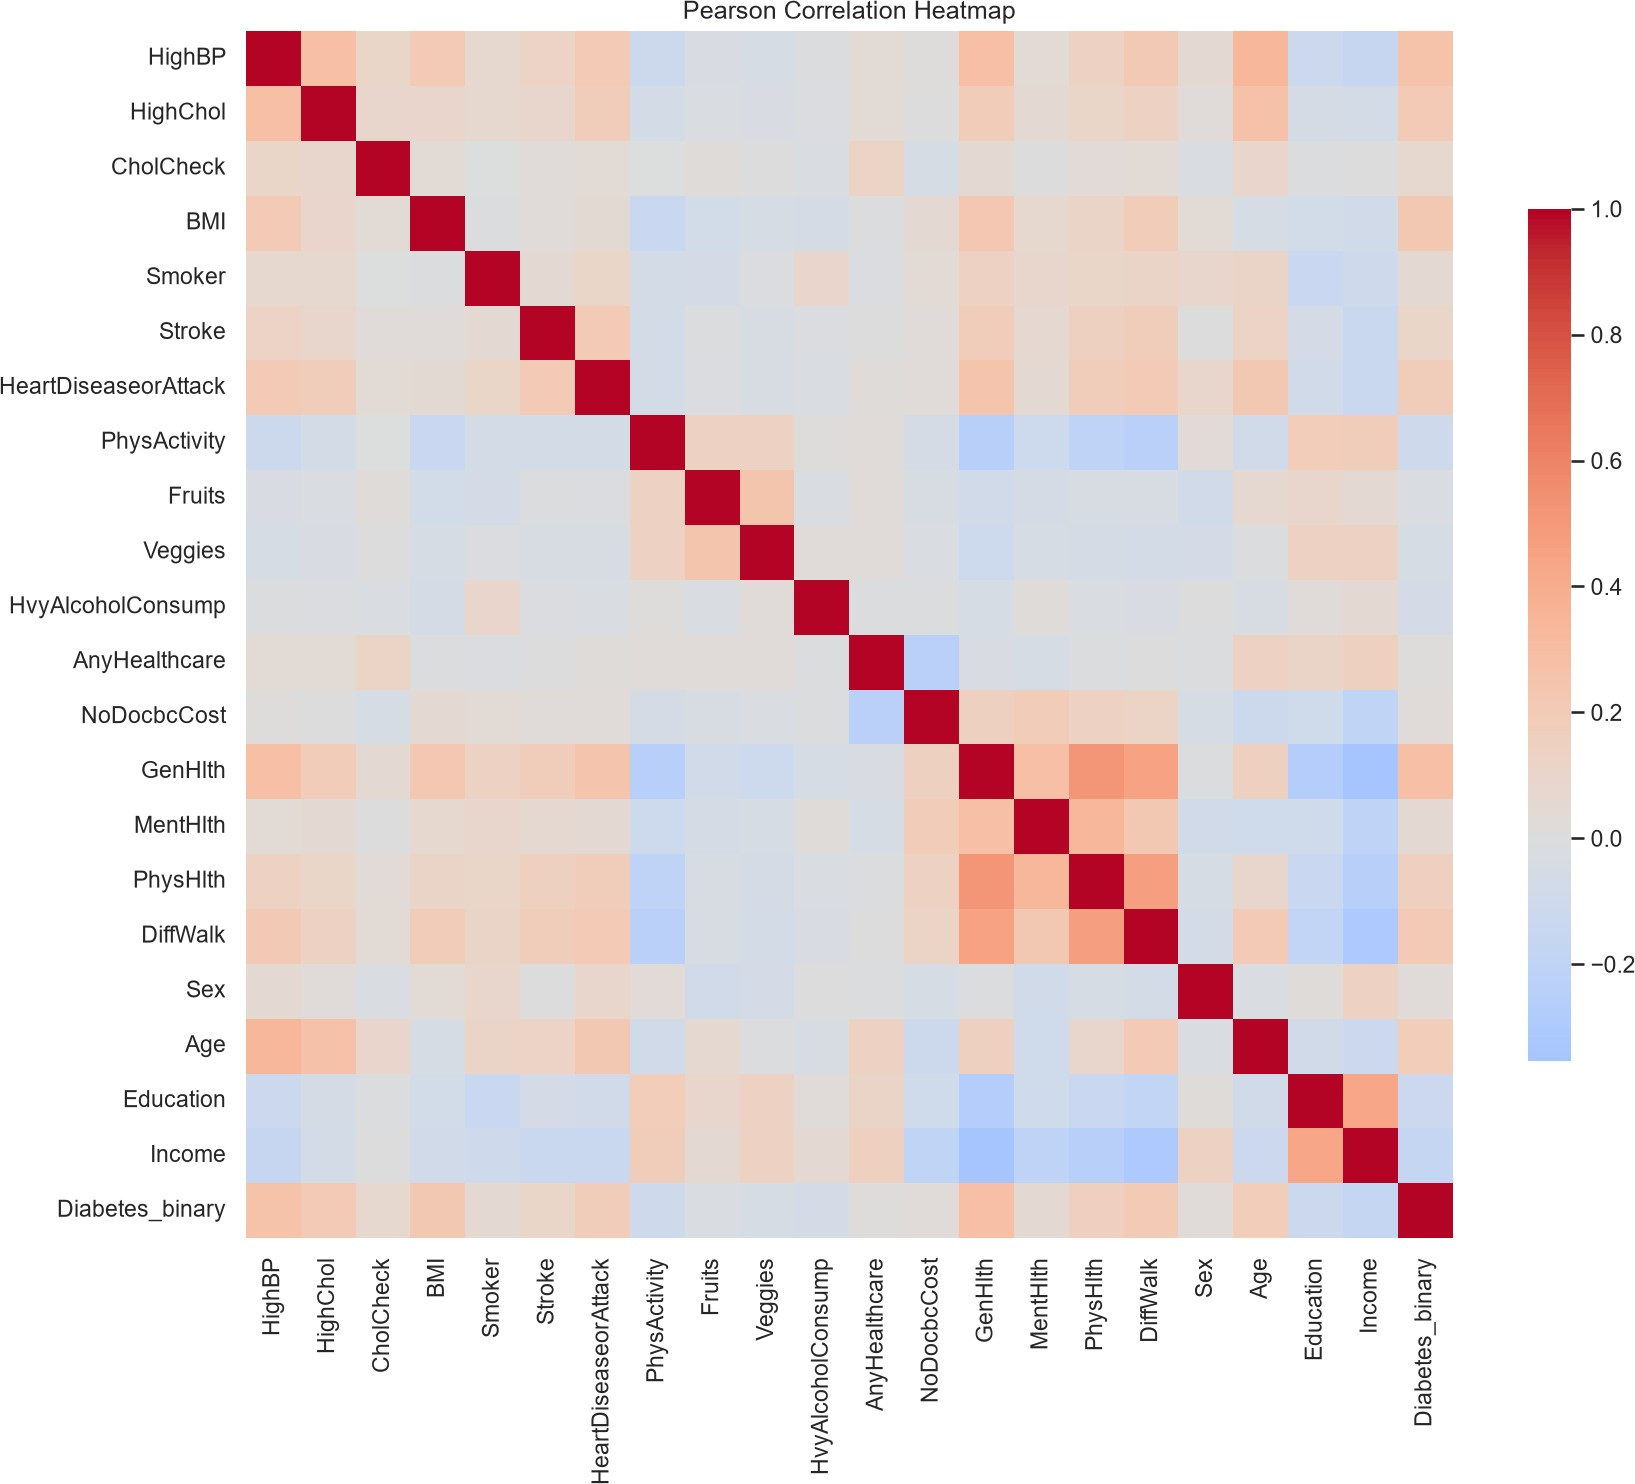 Pearson Correlation Heatmap
HighBP
HighChol
CholCheck
BMI
Smoker
Stroke
HeartDiseaseorAttack
PhysActivity
Fruits
Veggies
HvyAlcoholConsump
AnyHealthcare
NoDocbcCost
GenHlth
MentHlth
PhysHlth
DiffWalk
Sex
Age
Education
Income
Diabetes_binary
HighBP
HighChol
CholCheck
BMI
Smoker
Stroke
HeartDiseaseorAttack
PhysActivity
Fruits
Veggies
HvyAlcoholConsump
AnyHealthcare
NoDocbcCost
GenHlth
MentHlth
PhysHlth
DiffWalk
Sex
Age
Education
Income
Diabetes_binary
1.0
0.8
0.6
0.4
0.2
0.0
−0.2